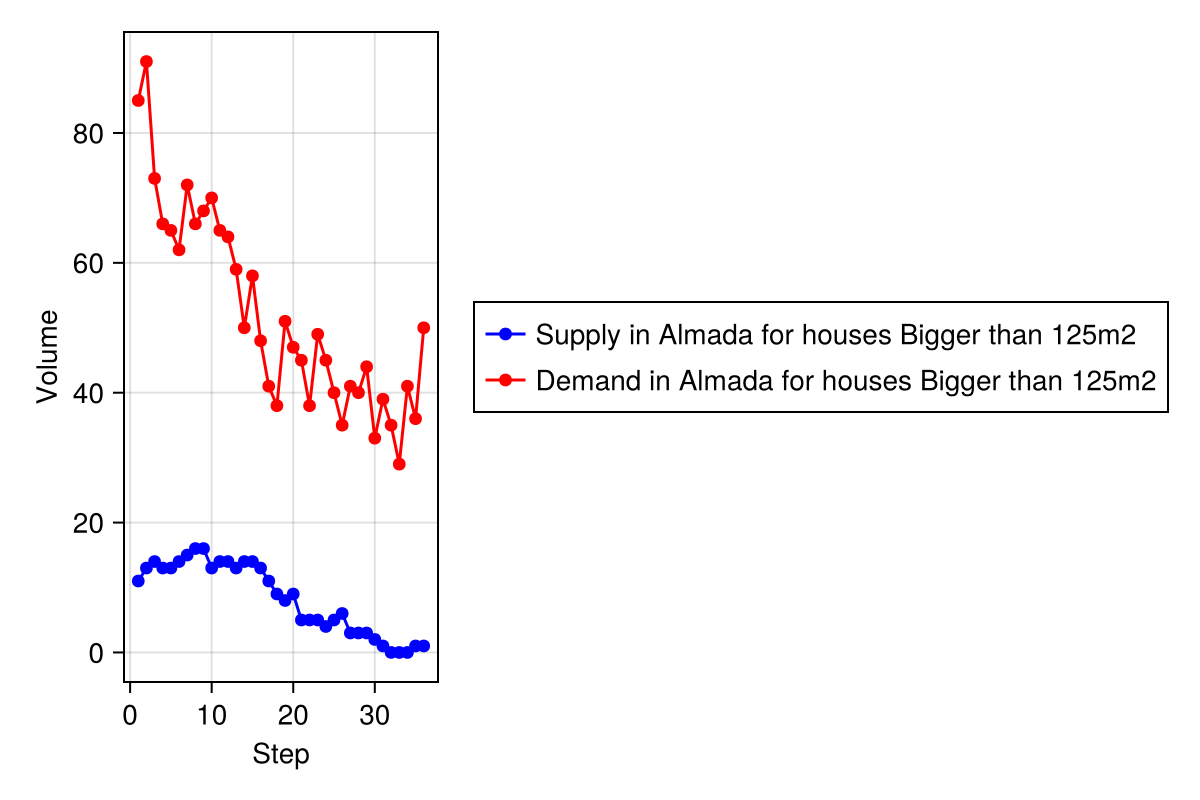 80
60
40
20
0
Volume
0 10 20 30
Step
Supply in Almada for houses Bigger than 125m2
Demand in Almada for houses Bigger than 125m2